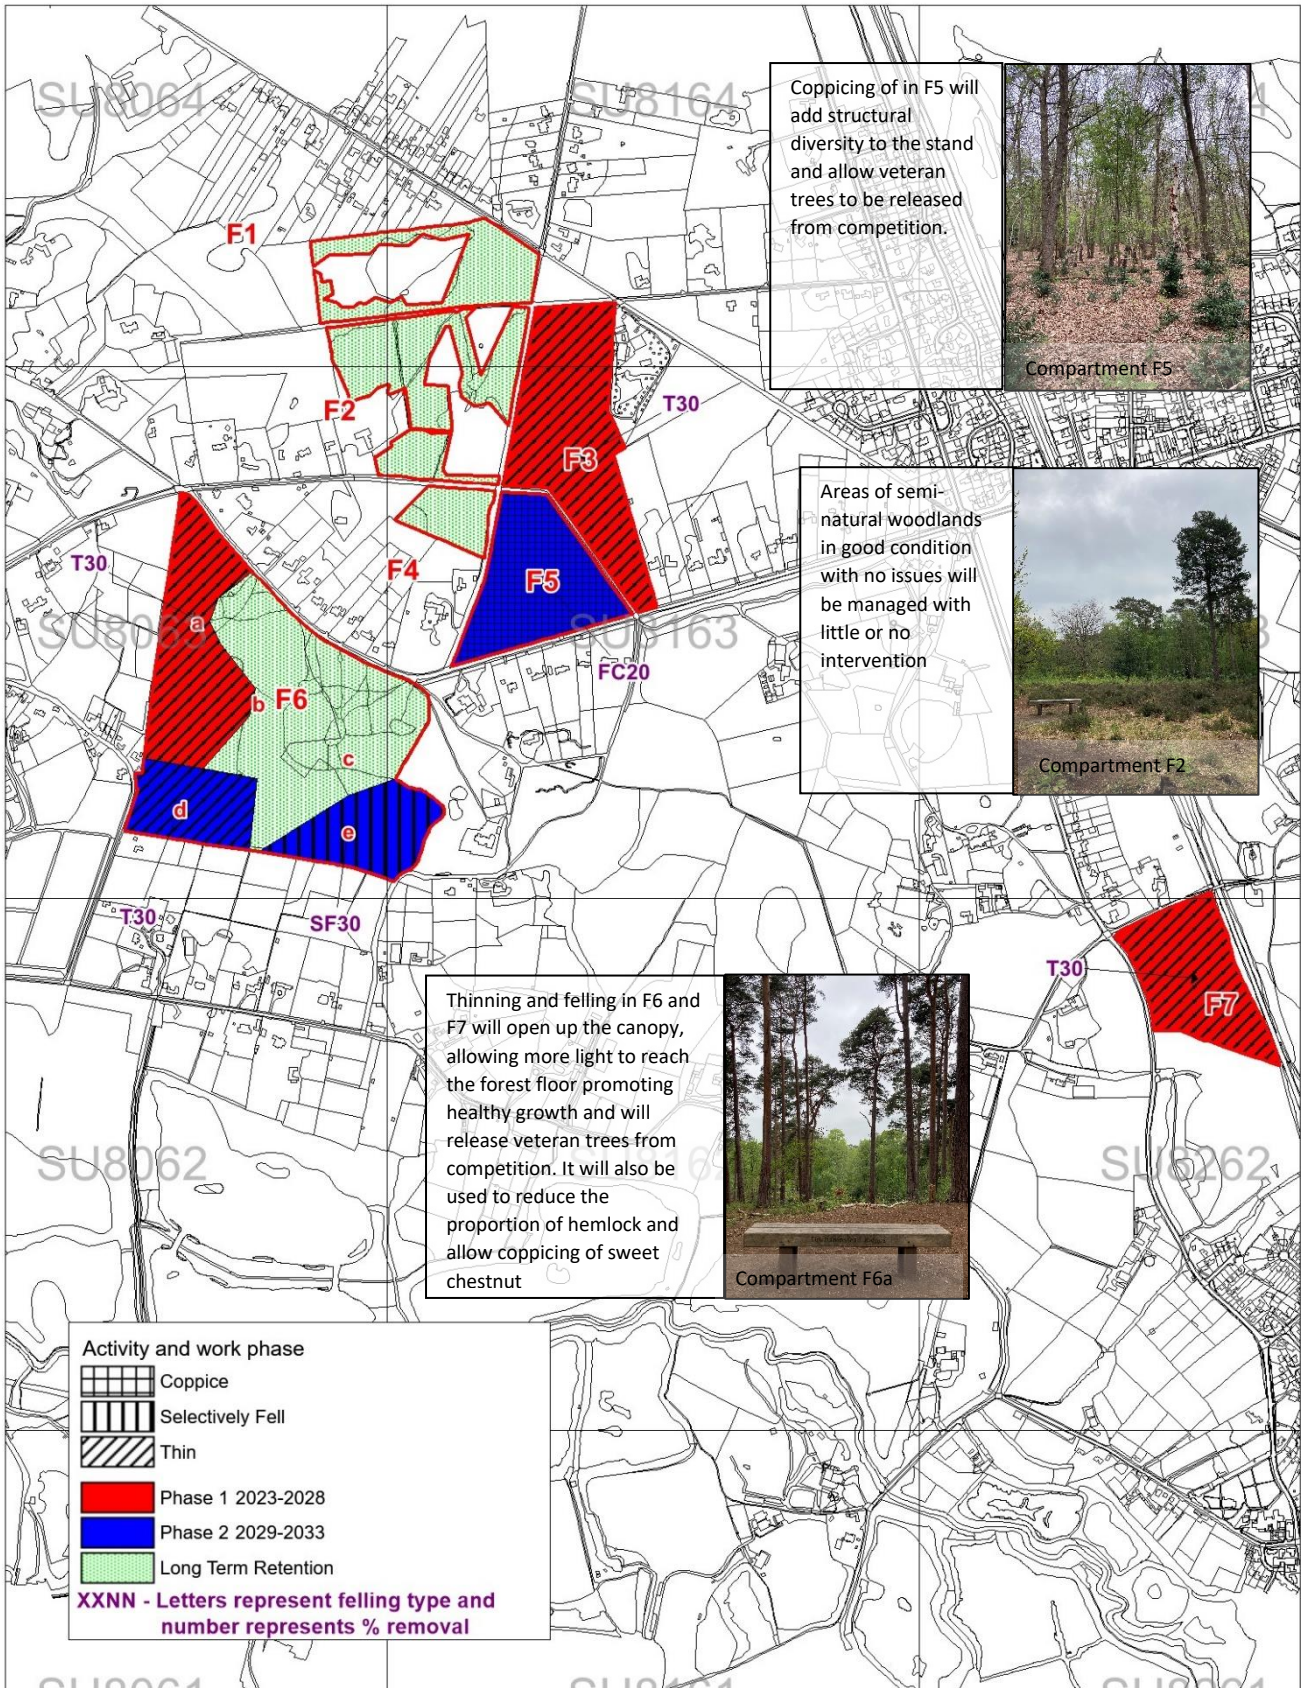 SU8064
SU8164
Coppicing of in F5 will
add structural
diversity to the stand
and allow veteran
trees to be released
from competition.
Compartment F5
F1
F2
T30
F3
Areas of semi-
natural woodlands
in good condition
with no issues will
be managed with
little or no
intervention
Compartment F2
T30
F4
F5
a
SU8063
SU8163
b F6
FC20
c
d
e
T30
SF30
T30
F7
Thinning and felling in F6 and
F7 will open up the canopy,
allowing more light to reach
the forest floor promoting
healthy growth and will
release veteran trees from
competition. It will also be
used to reduce the
proportion of hemlock and
allow coppicing of sweet
chestnut
Compartment F6a
SU8062
SU8162
SU8262
Activity and work phase
Coppice
Selectively Fell
Thin
Phase 1 2023-2028
Phase 2 2029-2033
Long Term Retention
XXNN - Letters represent felling type and
number represents % removal
SU8061